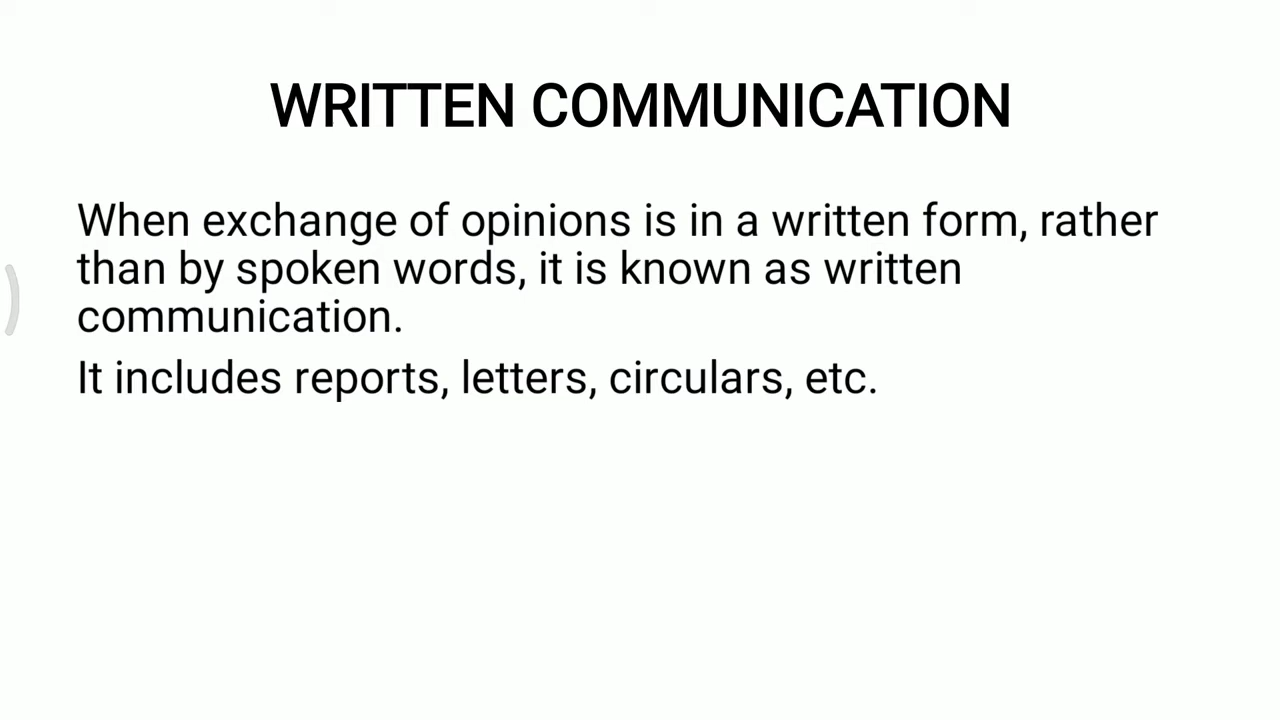 WRITTEN COMMUNICATION
When exchange of opinions is in a written form, rather
than by spoken words, it is known as written
communication.
It includes reports, letters, circulars, etc.